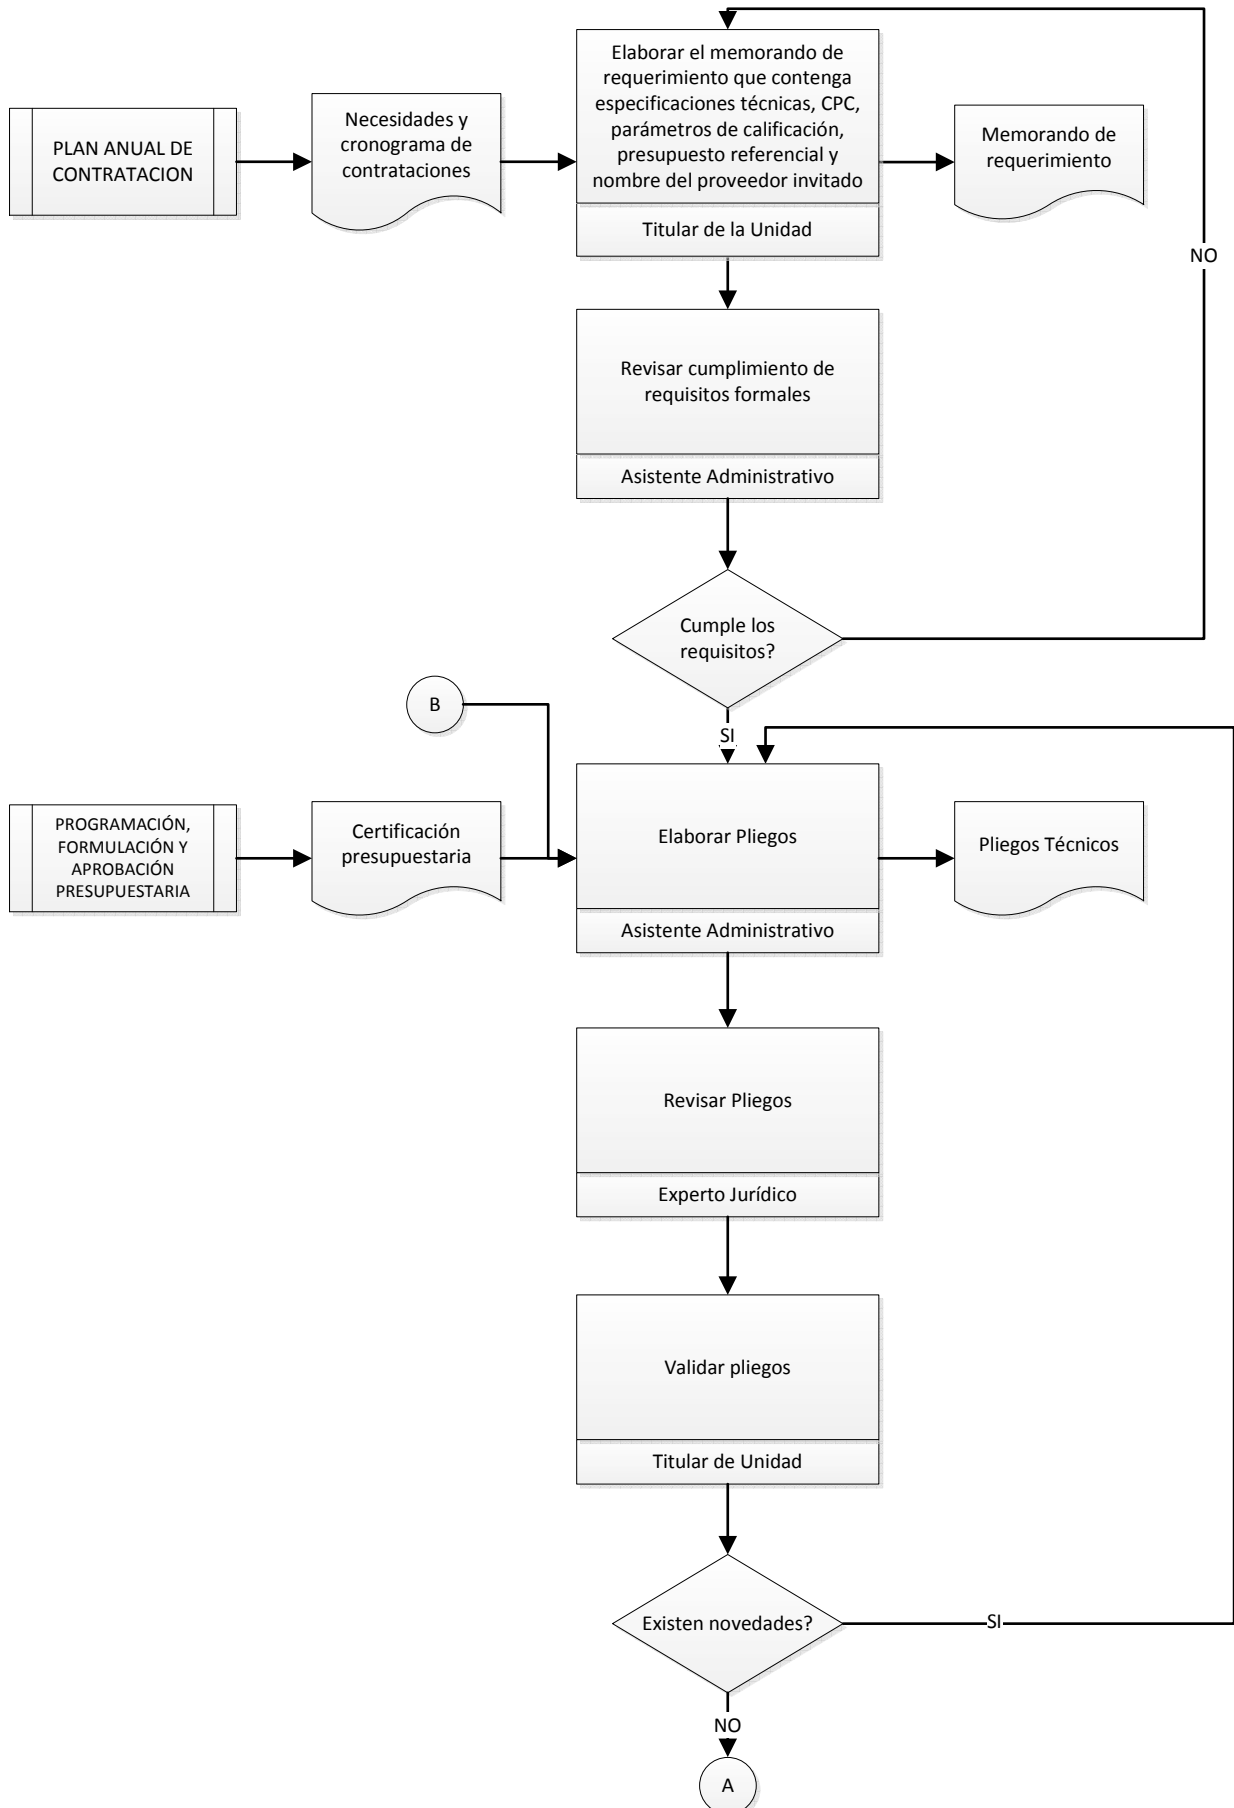 Elaborar el memorando de
requerimiento que contenga
especificaciones técnicas, CPC,
parámetros de calificación,
presupuesto referencial y
nombre del proveedor invitado
Titular de la Unidad
PLAN ANUAL DE
CONTRATACION
Necesidades y
cronograma de
contrataciones
Memorando de
requerimiento
NO
Revisar cumplimiento de
requisitos formales
Asistente Administrativo
Cumple los
requisitos?
B
SI
PROGRAMACIÓN,
FORMULACIÓN Y
APROBACIÓN
PRESUPUESTARIA
Certificación
presupuestaria
Elaborar Pliegos
Asistente Administrativo
Pliegos Técnicos
Revisar Pliegos
Experto Jurídico
Validar pliegos
Titular de Unidad
Existen novedades?
SI
NO
A